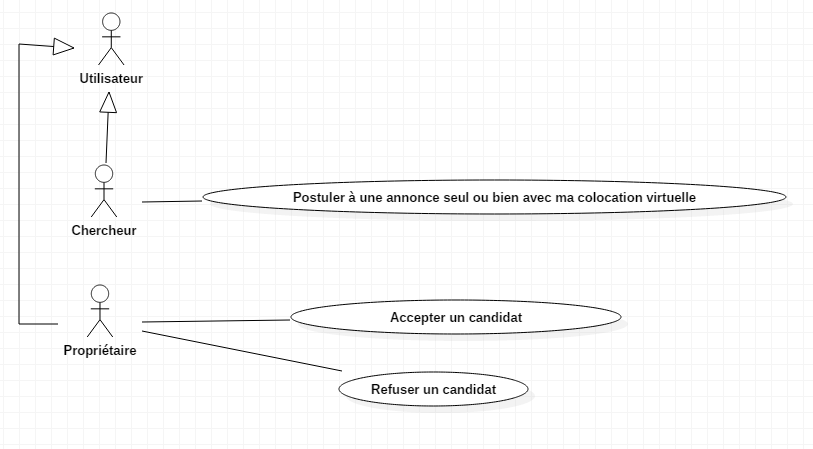 Utilisateur
Postuler à une annonce seul ou bien avec ma colocation virtuelle
Chercheur
Accepter un candidat
Propriétaire
Refuser un candidat